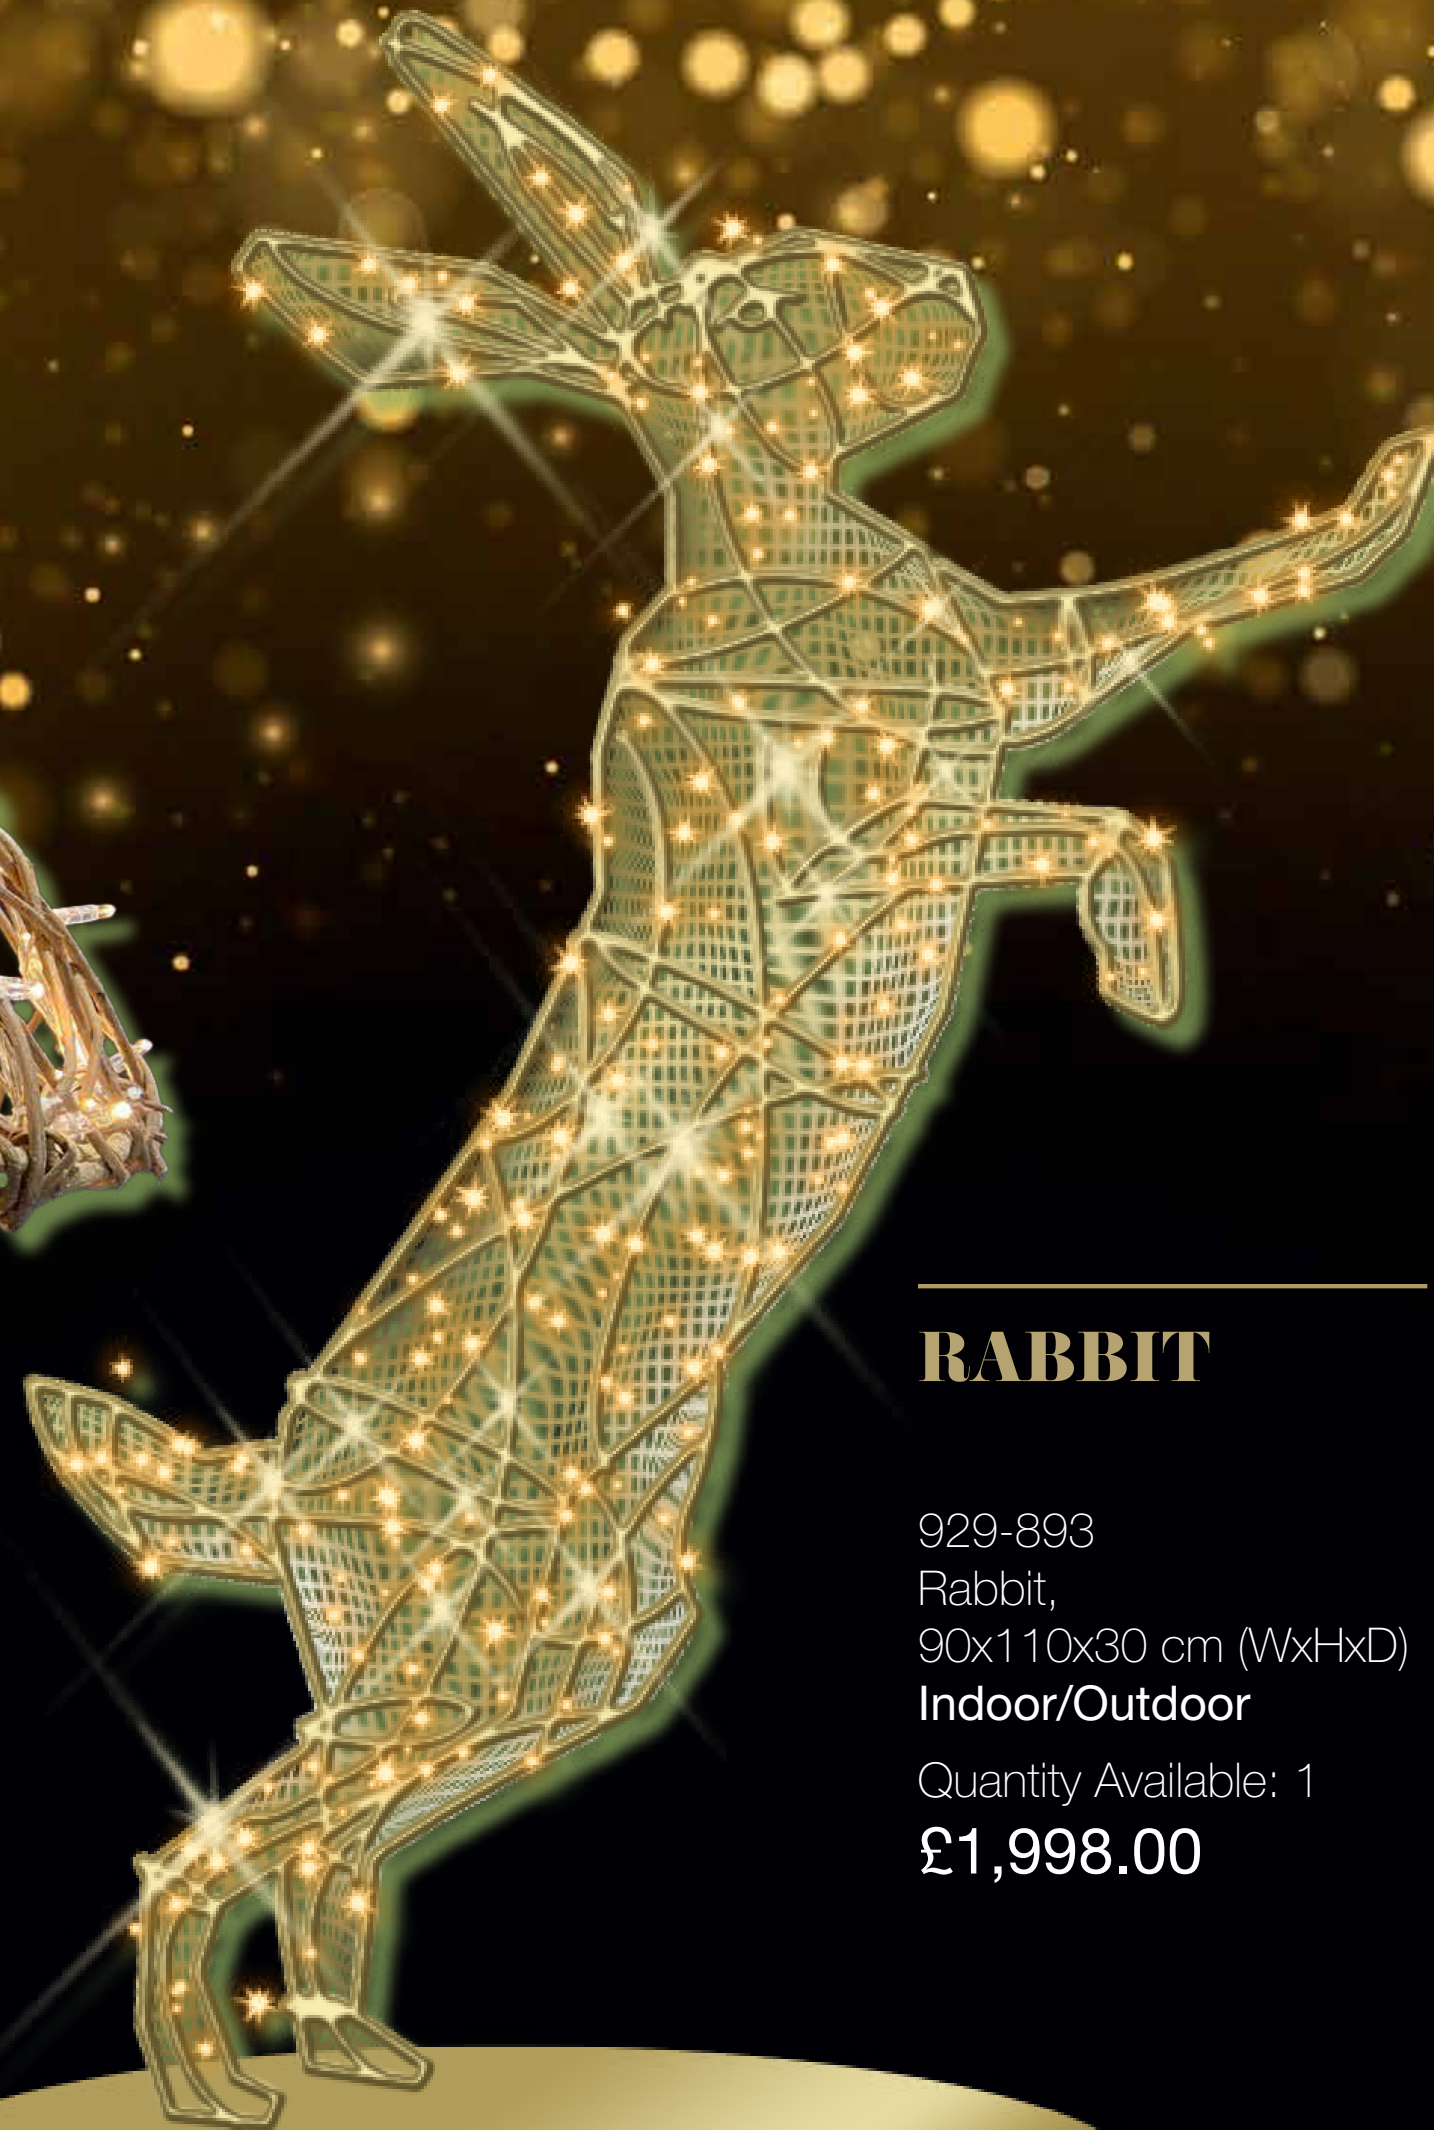 RABBIT
929-893
Rabbit,
90x110x30 cm (WxHxD)
Indoor/Outdoor
Quantity Available: 1
£1,998.00